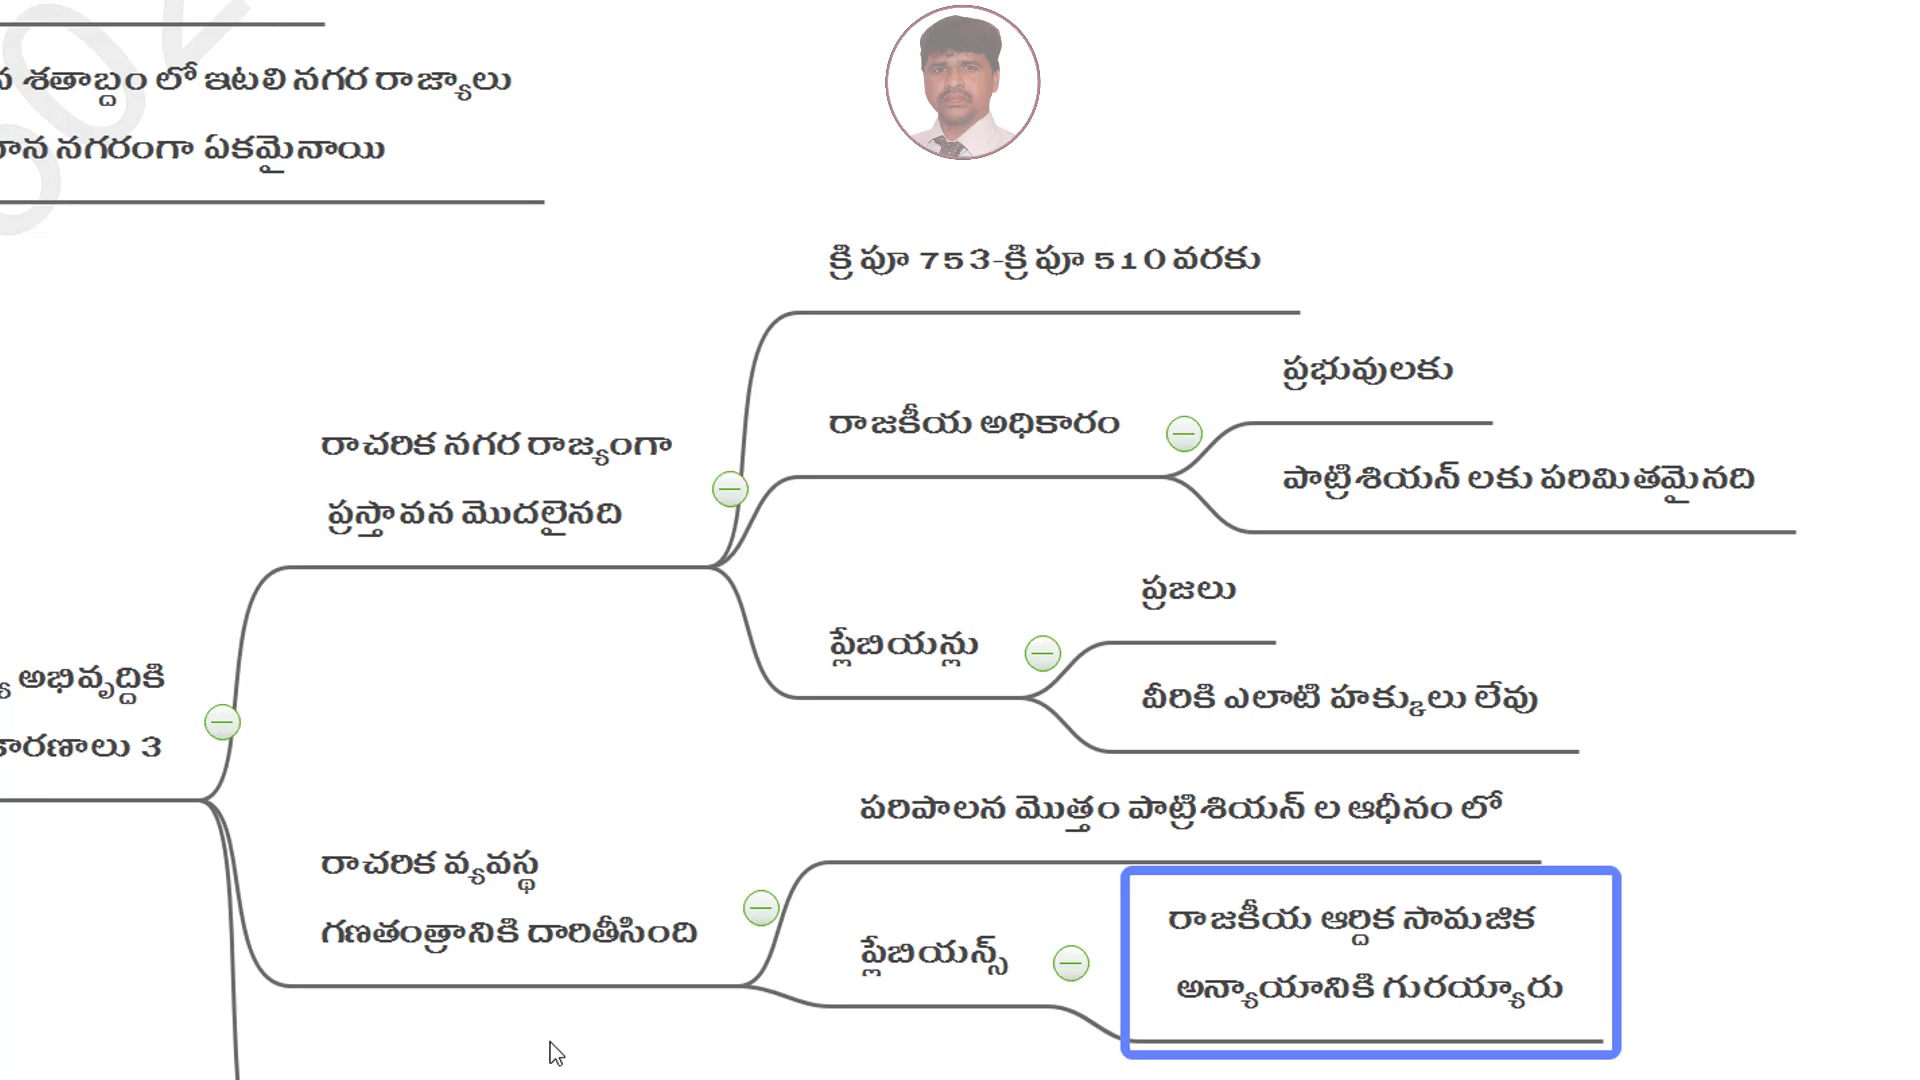 శతాబ్దం లో ఇటలి నగర రాజ్యాలు
నగరంగా ఏకమైనాయి
క్రి పూ 753-క్రి పూ 510 వరకు
ప్రభువులకు
రాజకీయ అధికారం
రాచరిక నగర రాజ్యంగా
పాట్రిశియన్ లకు పరిమితమైనది
ప్రస్తావన మొదలైనది
ప్రజలు
ప్లేబియన్లు
అభివృద్దికి
వీరికి ఎలాటి హక్కులు లేవు
కారణాలు 3
పరిపాలన మొత్తం పాట్రిశియన్ ల ఆధీనం లో
రాచరిక వ్యవస్థ
గణతంత్రానికి దారితీసింది
రాజకీయ ఆర్దిక సామజిక
ప్లేబియన్స్
అన్యాయానికి గురయ్యారు